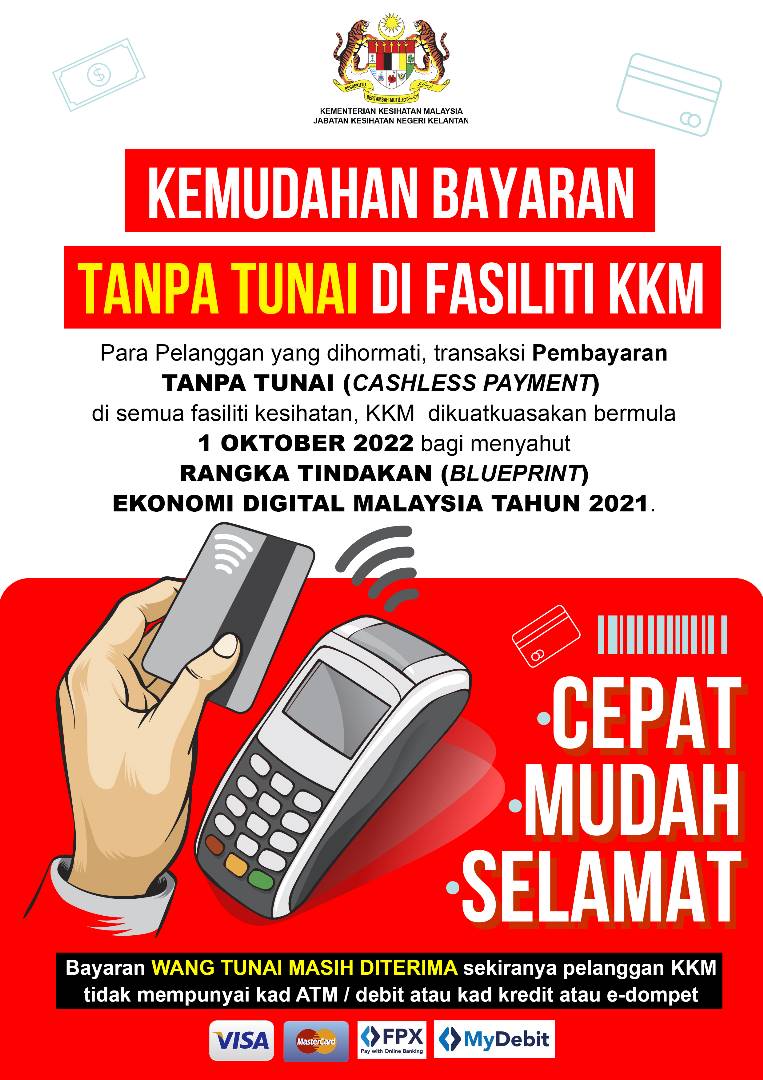 KEMENTERIAN KESIHATAN MALAYSIA
JABATAN KESIHATAN NEGERI KELANTAN
KEMUDAHAN BAYARAN
TANPA TUNAI DI FASILITI KKM
Para Pelanggan yang dihormati, transaksi Pembayaran
TANPA TUNAI (CASHLESS PAYMENT)
di semua fasiliti kesihatan, KKM dikuatkuasakan bermula
1 OKTOBER 2022 bagi menyahut
RANGKA TINDAKAN (BLUEPRINT)
EKONOMI DIGITAL MALAYSIA TAHUN 2021.
•CEPAT
•MUDAH
•SELAMAT
Bayaran WANG TUNAI MASIH DITERIMA sekiranya pelanggan KKM
tidak mempunyai kad ATM / debit atau kad kredit atau e-dompet
VISA MasterCard FPX MyDebit
Pay with Online Banking